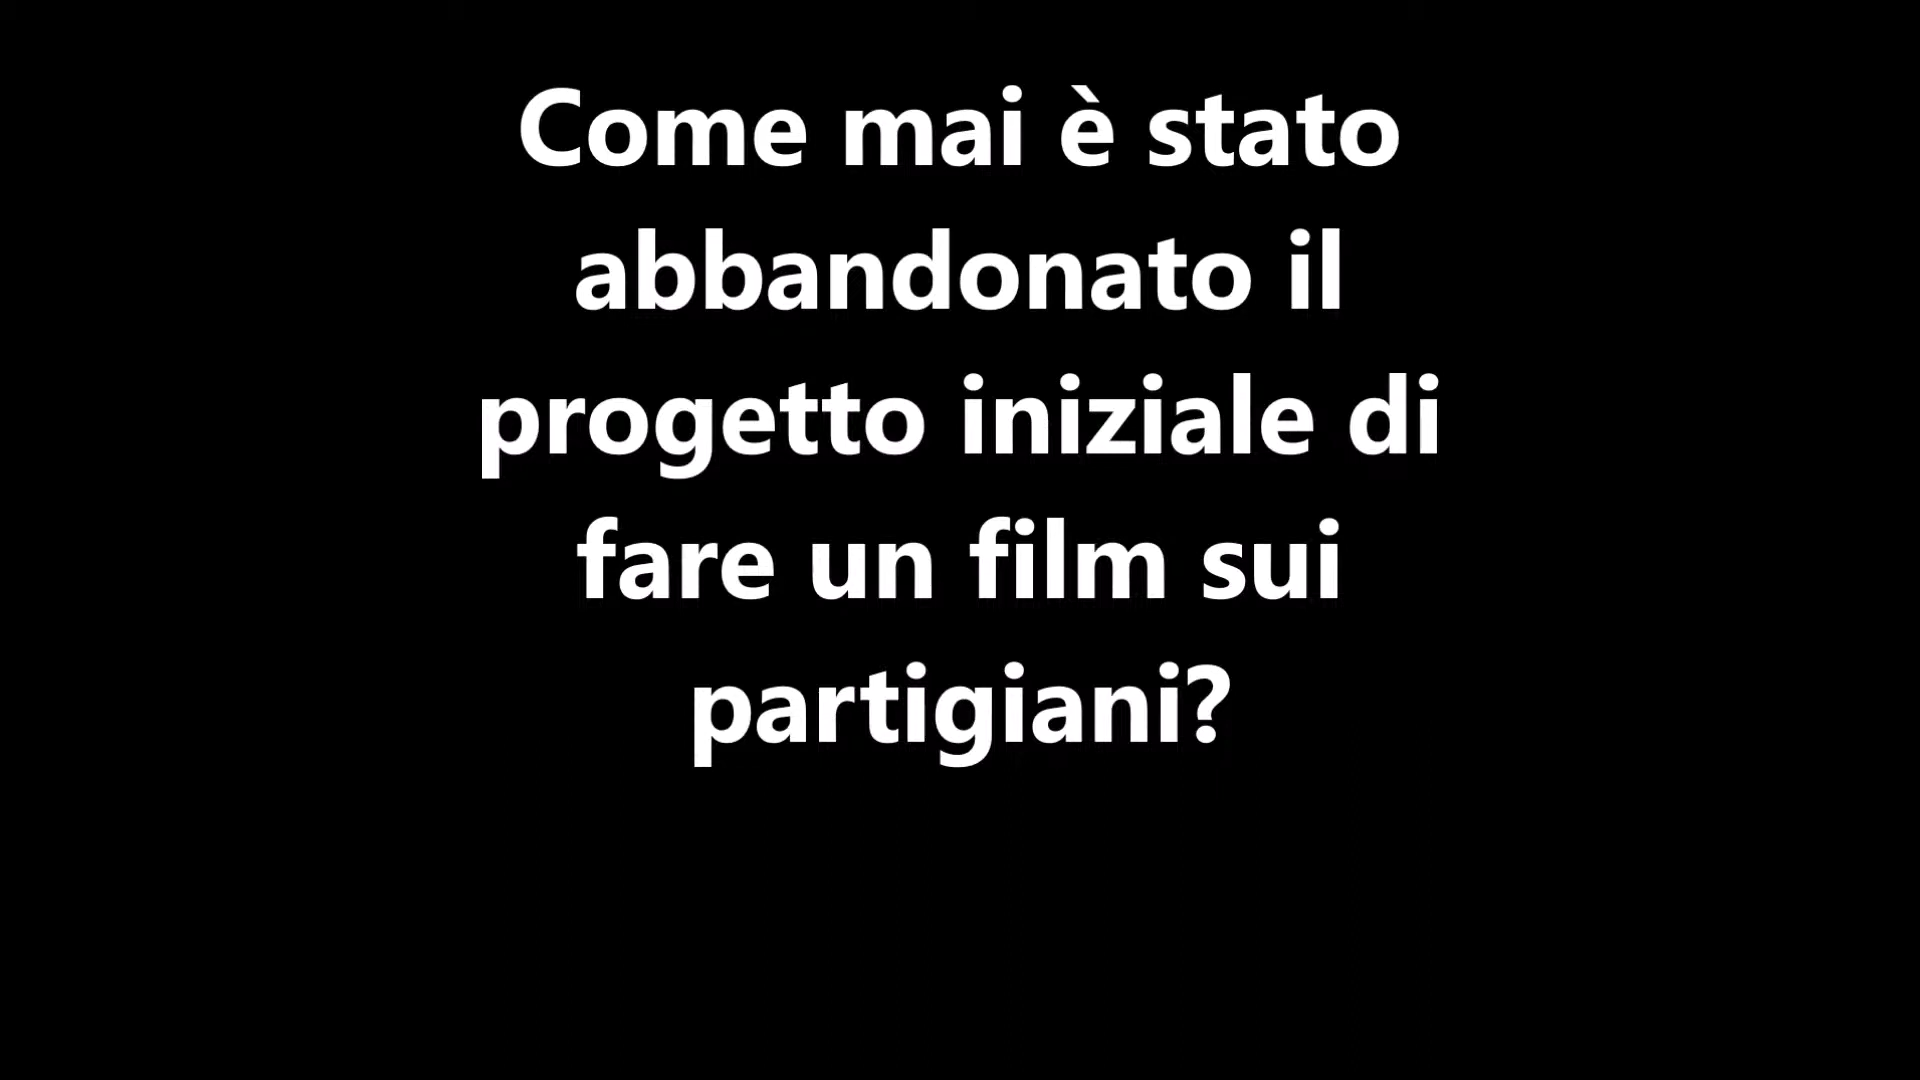 Come mai è stato
abbandonato il
progetto iniziale di
fare un film sui
partigiani?